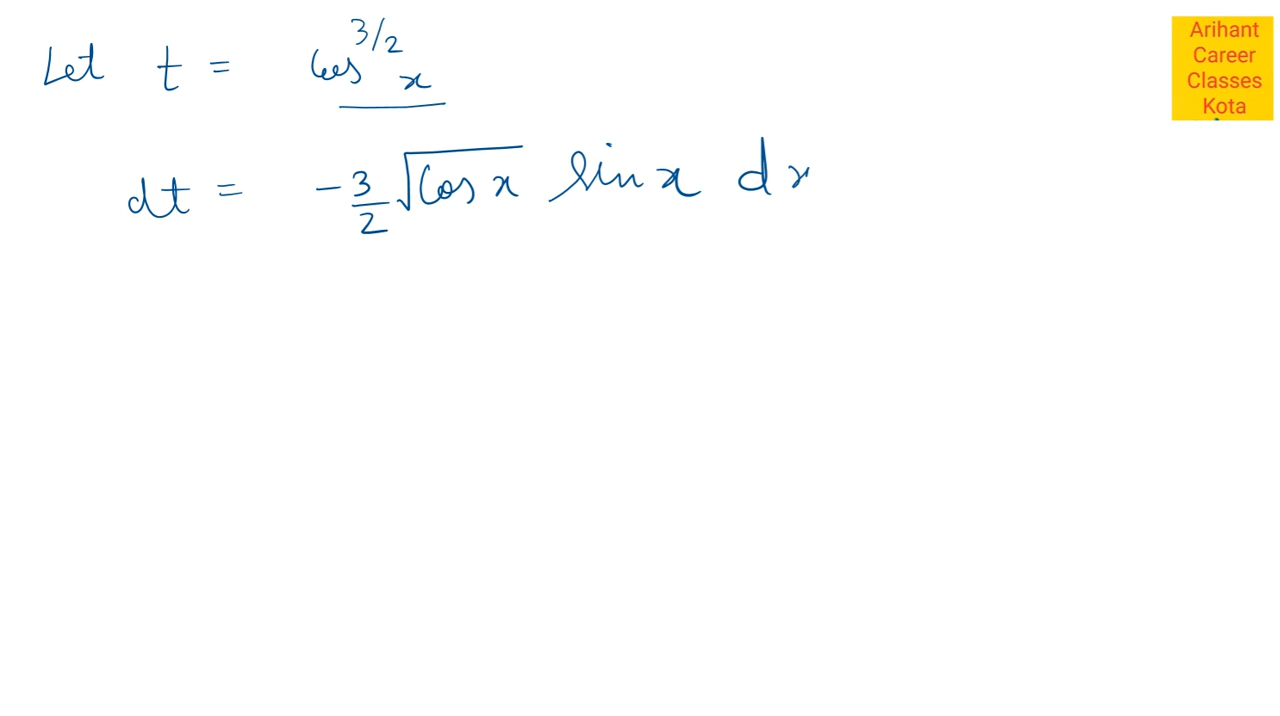 Let t = cos^{3/2} x
dt = -3/2 √cos x sin x dx
Arihant
Career
Classes
Kota